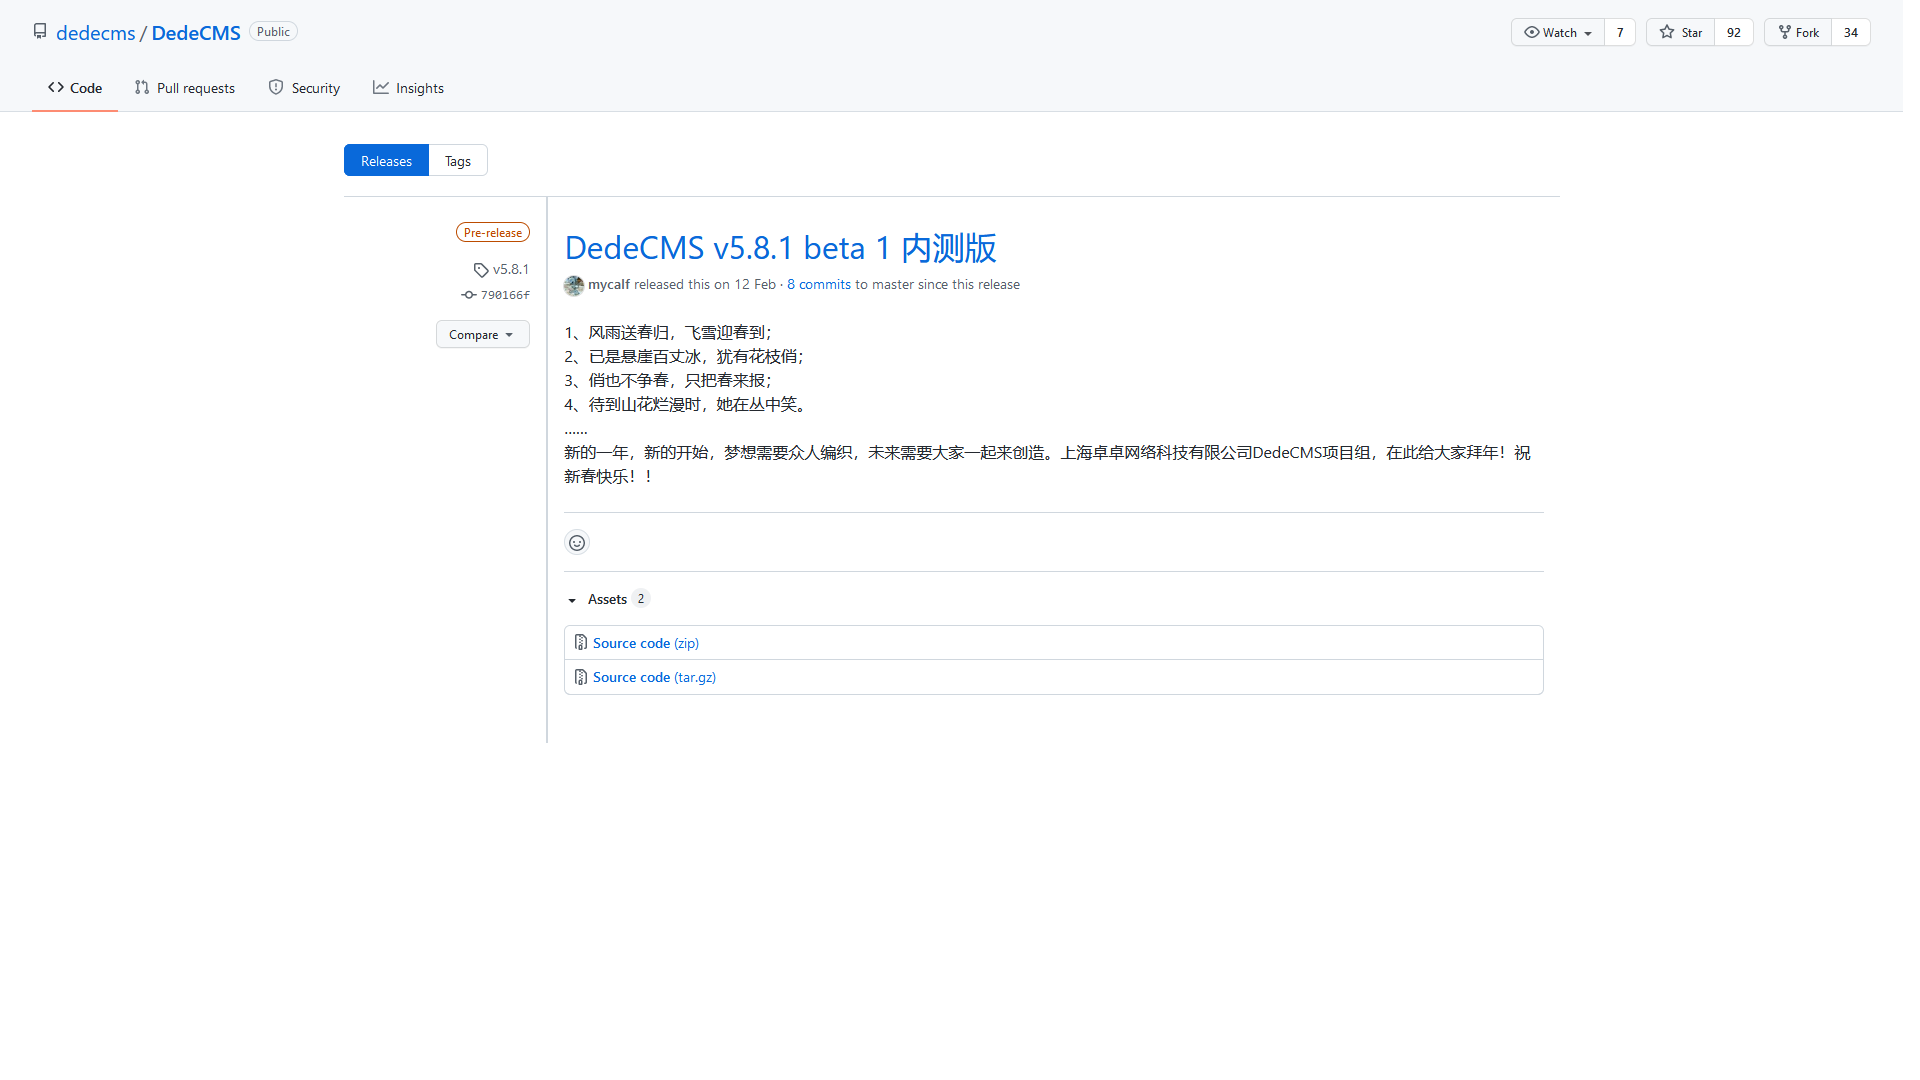 dedecms / DedeCMS Public
Watch 7 Star 92 Fork 34
Code Pull requests Security Insights
Releases Tags
Pre-release
v5.8.1
790166f
Compare
DedeCMS v5.8.1 beta 1 内测版
mycalf released this on 12 Feb · 8 commits to master since this release
1、风雨送春归，飞雪迎春到；
2、已是悬崖百丈冰，犹有花枝俏；
3、俏也不争春，只把春来报；
4、待到山花烂漫时，她在丛中笑。
......
新的一年，新的开始，梦想需要众人编织，未来需要大家一起来创造。上海卓卓网络科技有限公司DedeCMS项目组，在此给大家拜年！祝
新春快乐！！
Assets 2
Source code (zip)
Source code (tar.gz)